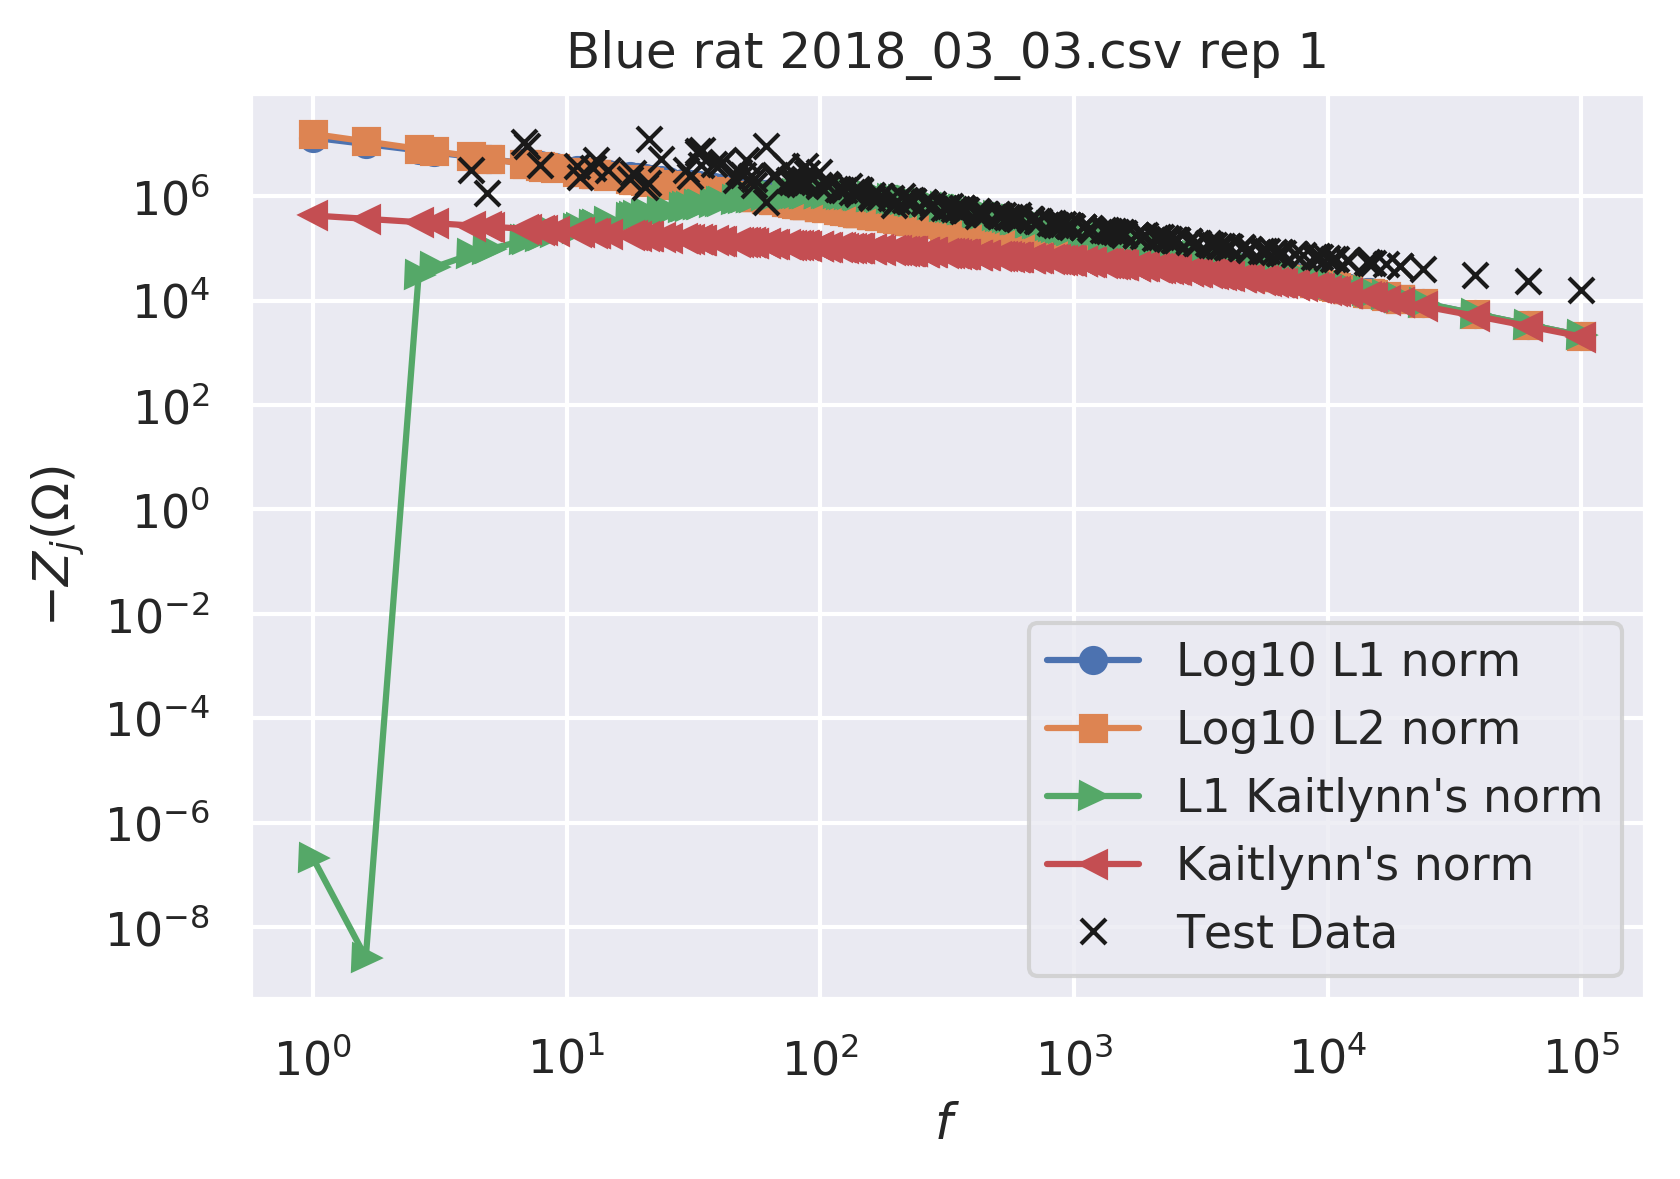 Blue rat 2018_03_03.csv rep 1
−Z_j(Ω)
10^6
10^4
10^2
10^0
10^−2
10^−4
10^−6
10^−8
Log10 L1 norm
Log10 L2 norm
L1 Kaitlynn's norm
Kaitlynn's norm
Test Data
10^0 10^1 10^2 10^3 10^4 10^5
f